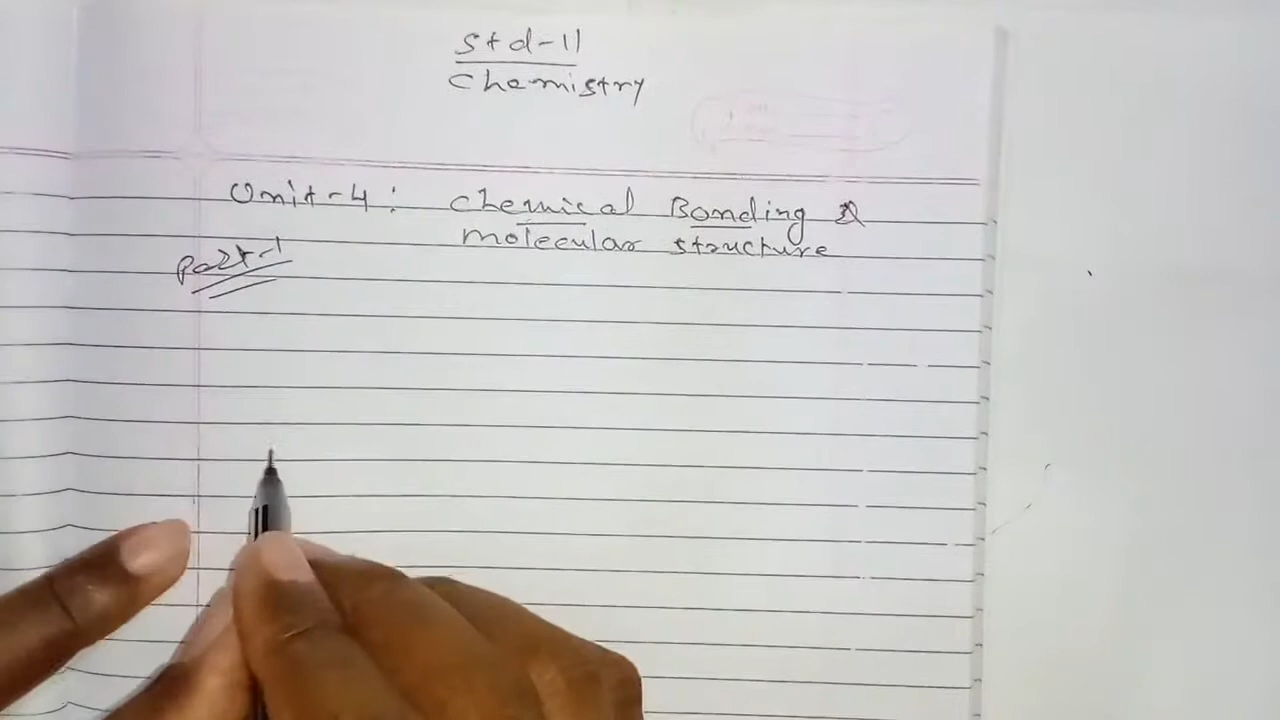 Std-11
Chemistry
Unit-4: Chemical Bonding &
molecular structure
Part-1